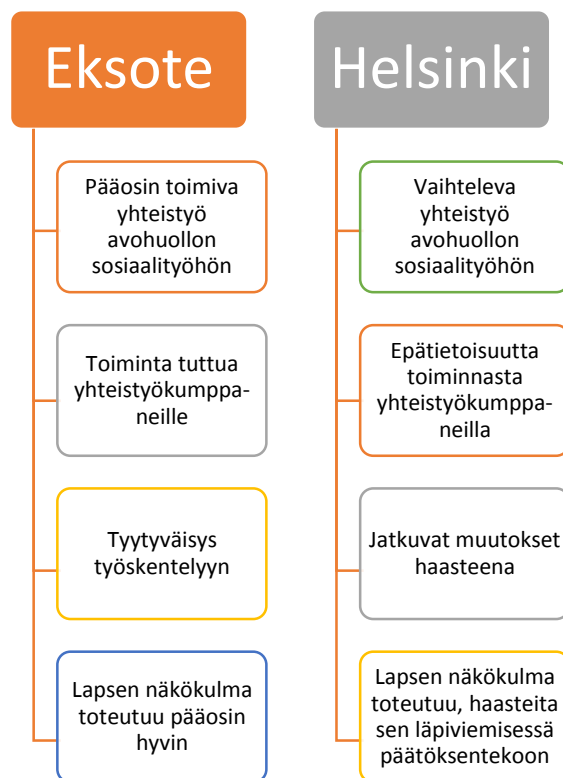 Eksote
Pääosin toimiva
yhteistyö
avohuollon
sosiaalityöhön
Toiminta tuttua
yhteistyökumppa-
neille
Tyytyväisys
työskentelyyn
Lapsen näkökulma
toteutuu pääosin
hyvin
Helsinki
Vaihteleva
yhteistyö
avohuollon
sosiaalityöhön
Epätietoisuutta
toiminnasta
yhteistyökumppa-
neilla
Jatkuvat muutokset
haasteena
Lapsen näkökulma
toteutuu, haasteita
sen läpiviemisessä
päätöksentekoon